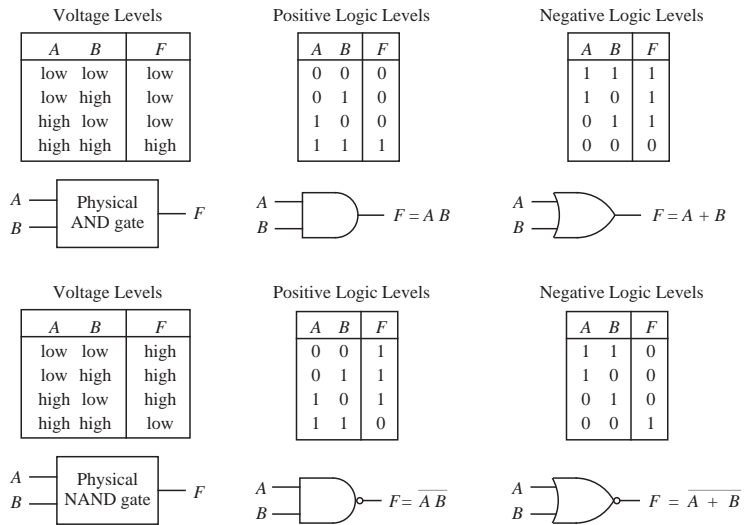 Voltage Levels Positive Logic Levels Negative Logic Levels
A B F A B F A B F
low low low 0 0 0 1 1 1
low high low 0 1 0 1 0 1
high low low 1 0 0 0 1 1
high high high 1 1 1 0 0 0
A Physical A A
F F = A B F = A + B
B AND gate B B
Voltage Levels Positive Logic Levels Negative Logic Levels
A B F A B F A B F
low low high 0 0 1 1 1 0
low high high 0 1 1 1 0 0
high low high 1 0 1 0 1 0
high high low 1 1 0 0 0 1
A Physical A A
F F = A̅ ̅B̅ F = A̅ ̅+̅ ̅B̅
B NAND gate B B